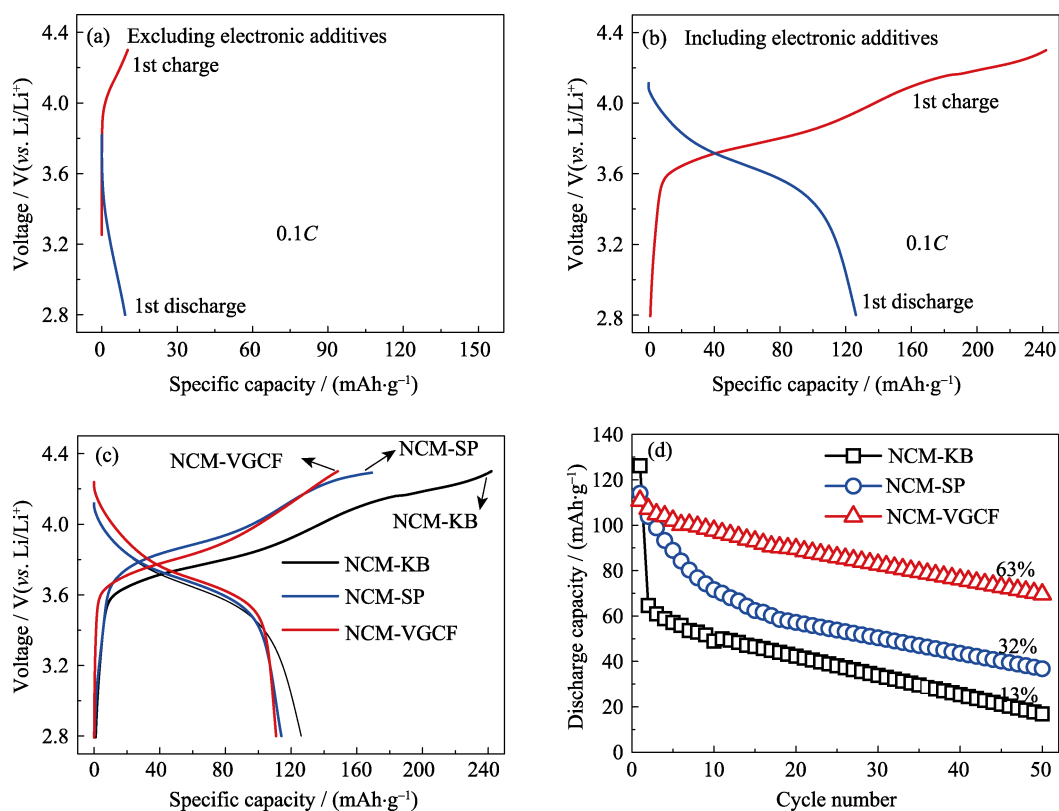 (a) Excluding electronic additives
4.4
4.0
3.6
3.2
2.8
Voltage / V(vs. Li/Li⁺)
1st charge
0.1C
1st discharge
0 30 60 90 120 150
Specific capacity / (mAh·g⁻¹)
(b) Including electronic additives
4.4
4.0
3.6
3.2
2.8
Voltage / V(vs. Li/Li⁺)
1st charge
0.1C
1st discharge
0 40 80 120 160 200 240
Specific capacity / (mAh·g⁻¹)
(c)
4.4
4.0
3.6
3.2
2.8
Voltage / V(vs. Li/Li⁺)
NCM-VGCF
NCM-SP
NCM-KB
NCM-KB
NCM-SP
NCM-VGCF
0 40 80 120 160 200 240
Specific capacity / (mAh·g⁻¹)
(d)
140
120
100
80
60
40
20
0
Discharge capacity / (mAh·g⁻¹)
NCM-KB
NCM-SP
NCM-VGCF
63%
32%
13%
0 10 20 30 40 50
Cycle number